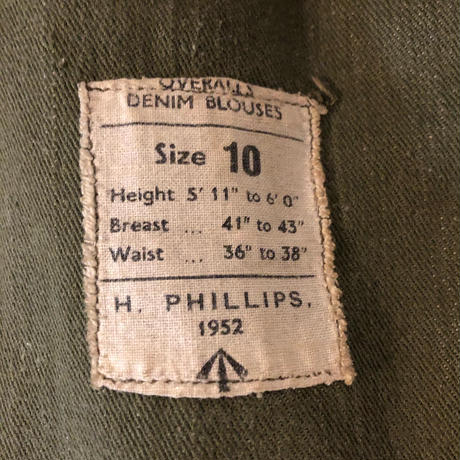 OVERALLS
DENIM BLOUSES
Size 10
Height 5' 11" to 6' 0"
Breast ... 41" to 43"
Waist ... 36" to 38"
H. PHILLIPS.
1952